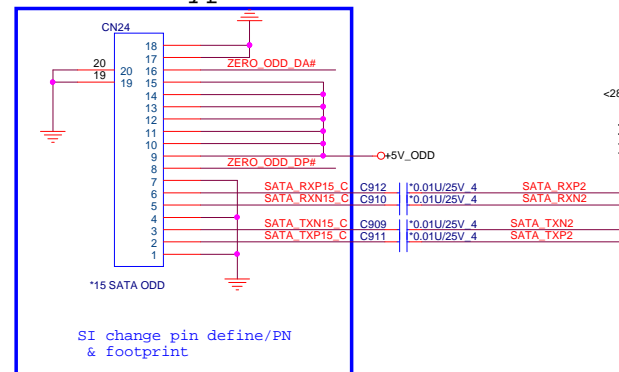 CN24
18
17
20 20 16 ZERO_ODD_DA#
19 19 15
14
13
12
11
10
9 +5V_ODD
8 ZERO_ODD_DP#
7
6 SATA_RXP15_C C912 *0.01U/25V_4 SATA_RXP2
5 SATA_RXN15_C C910 *0.01U/25V_4 SATA_RXN2
4
3 SATA_TXN15_C C909 *0.01U/25V_4 SATA_TXN2
2 SATA_TXP15_C C911 *0.01U/25V_4 SATA_TXP2
1
*15 SATA ODD
SI change pin define/PN
& footprint
<28